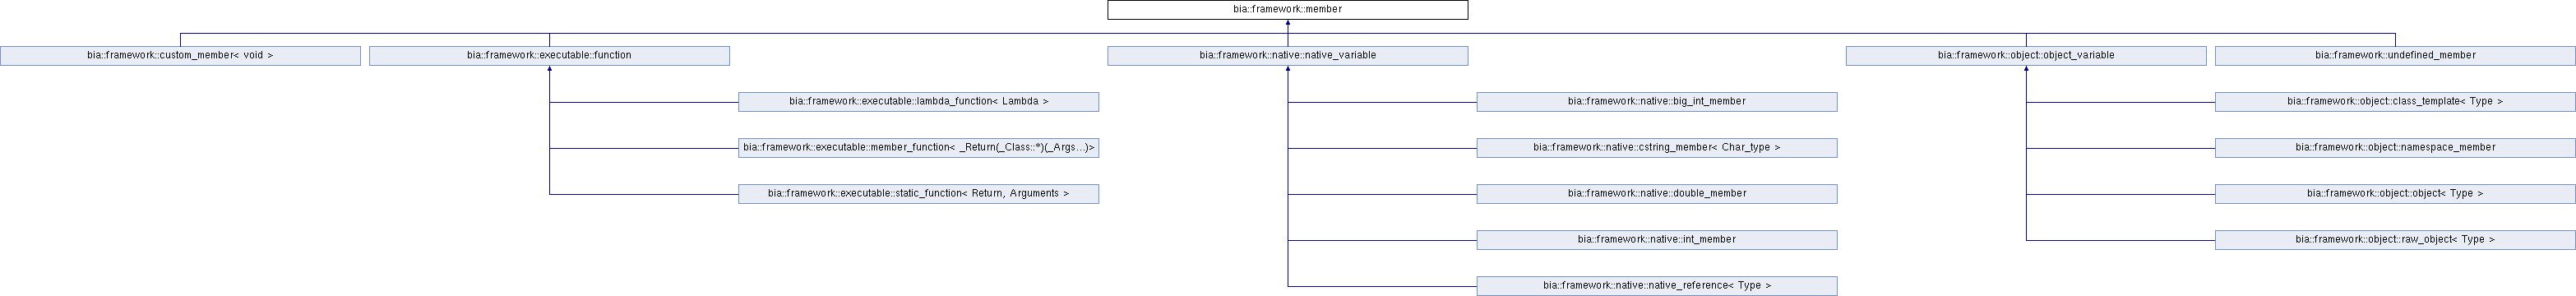 bia::framework::member
bia::framework::custom_member< void >
bia::framework::executable::function
bia::framework::native::native_variable
bia::framework::object::object_variable
bia::framework::undefined_member
bia::framework::executable::lambda_function< Lambda >
bia::framework::native::big_int_member
bia::framework::object::class_template< Type >
bia::framework::executable::member_function< _Return(_Class::*)(_Args...)>
bia::framework::native::cstring_member< Char_type >
bia::framework::object::namespace_member
bia::framework::executable::static_function< Return, Arguments >
bia::framework::native::double_member
bia::framework::object::object< Type >
bia::framework::native::int_member
bia::framework::object::raw_object< Type >
bia::framework::native::native_reference< Type >